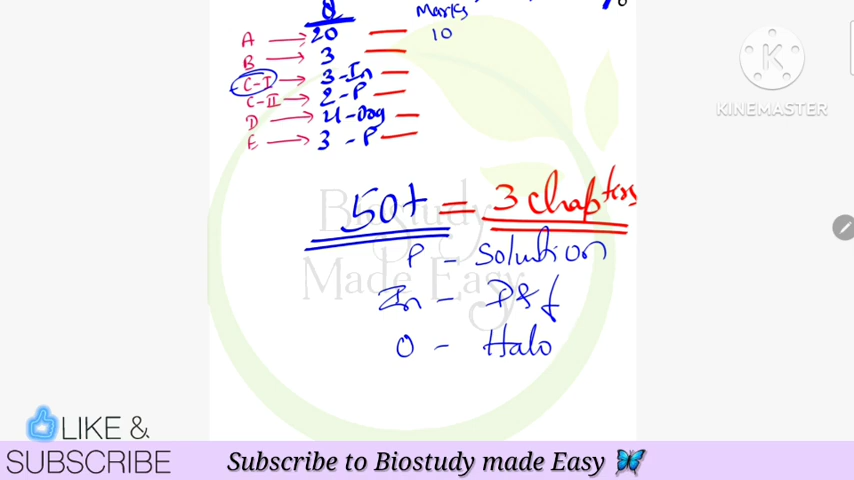 Q
Marks
A → 20 — 10
B → 3 —
C-I → 3-In —
C-II → 2-P —
D → 4-Org —
E → 3-P —
50+ = 3 chapters
P - Solution
In - D&f
O - Halo
Biostudy
Made Easy
KINEMASTER
LIKE &
SUBSCRIBE
Subscribe to Biostudy made Easy 🦋